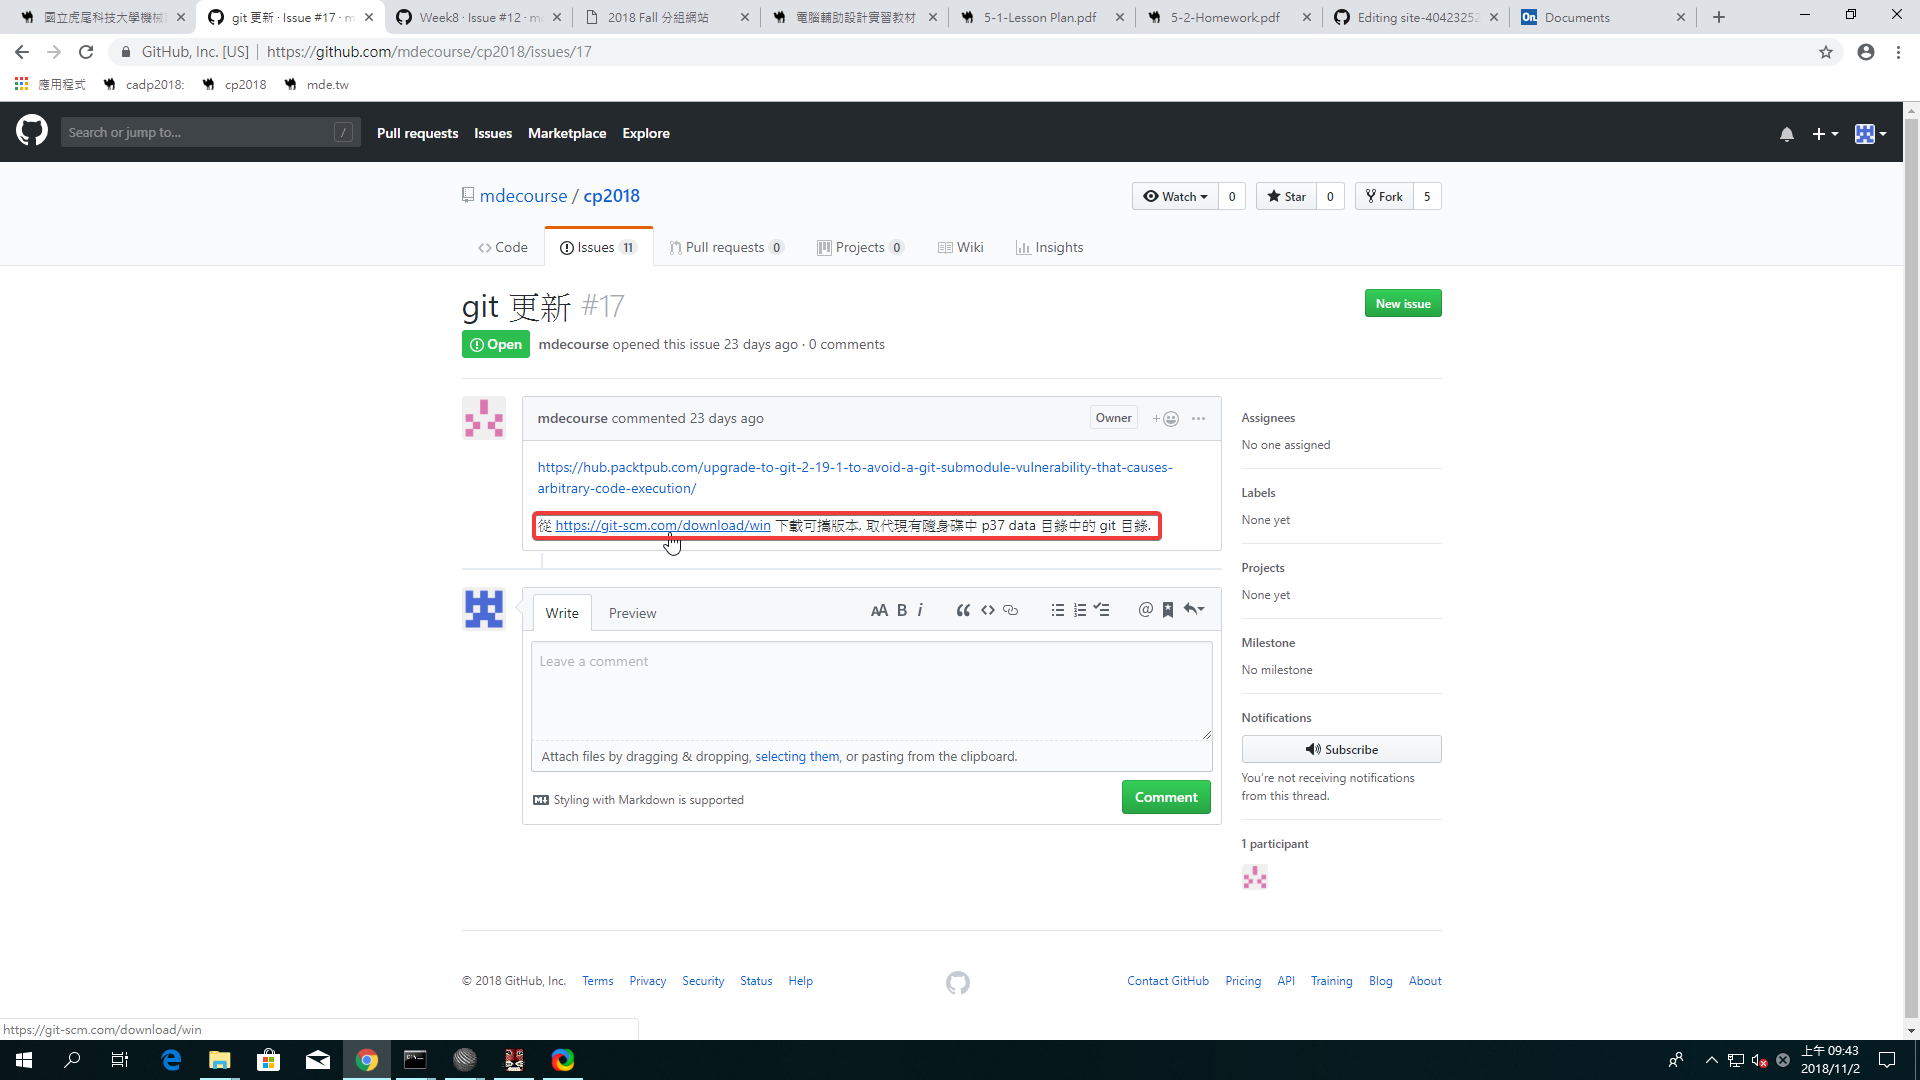 國立虎尾科技大學機械
git 更新 · Issue #17 · m
Week8 · Issue #12 · m
2018 Fall 分組網站
電腦輔助設計實習教材
5-1-Lesson Plan.pdf
5-2-Homework.pdf
Editing site-40423252
On.
Documents
GitHub, Inc. [US]
https://github.com/mdecourse/cp2018/issues/17
應用程式
cadp2018:
cp2018
mde.tw
Search or jump to...
/
Pull requests
Issues
Marketplace
Explore
mdecourse / cp2018
Watch 0
Star 0
Fork 5
Code
Issues 11
Pull requests 0
Projects 0
Wiki
Insights
git 更新 #17
New issue
Open
mdecourse opened this issue 23 days ago · 0 comments
mdecourse commented 23 days ago
Owner
https://hub.packtpub.com/upgrade-to-git-2-19-1-to-avoid-a-git-submodule-vulnerability-that-causes-
arbitrary-code-execution/
從 https://git-scm.com/download/win 下載可攜版本, 取代現有隨身碟中 p37 data 目錄中的 git 目錄.
Assignees
No one assigned
Labels
None yet
Projects
None yet
Milestone
No milestone
Notifications
Subscribe
You're not receiving notifications
from this thread.
1 participant
Write
Preview
AA B i
Leave a comment
Attach files by dragging & dropping, selecting them, or pasting from the clipboard.
Styling with Markdown is supported
Comment
© 2018 GitHub, Inc.
Terms
Privacy
Security
Status
Help
Contact GitHub
Pricing
API
Training
Blog
About
https://git-scm.com/download/win
上午 09:43
2018/11/2